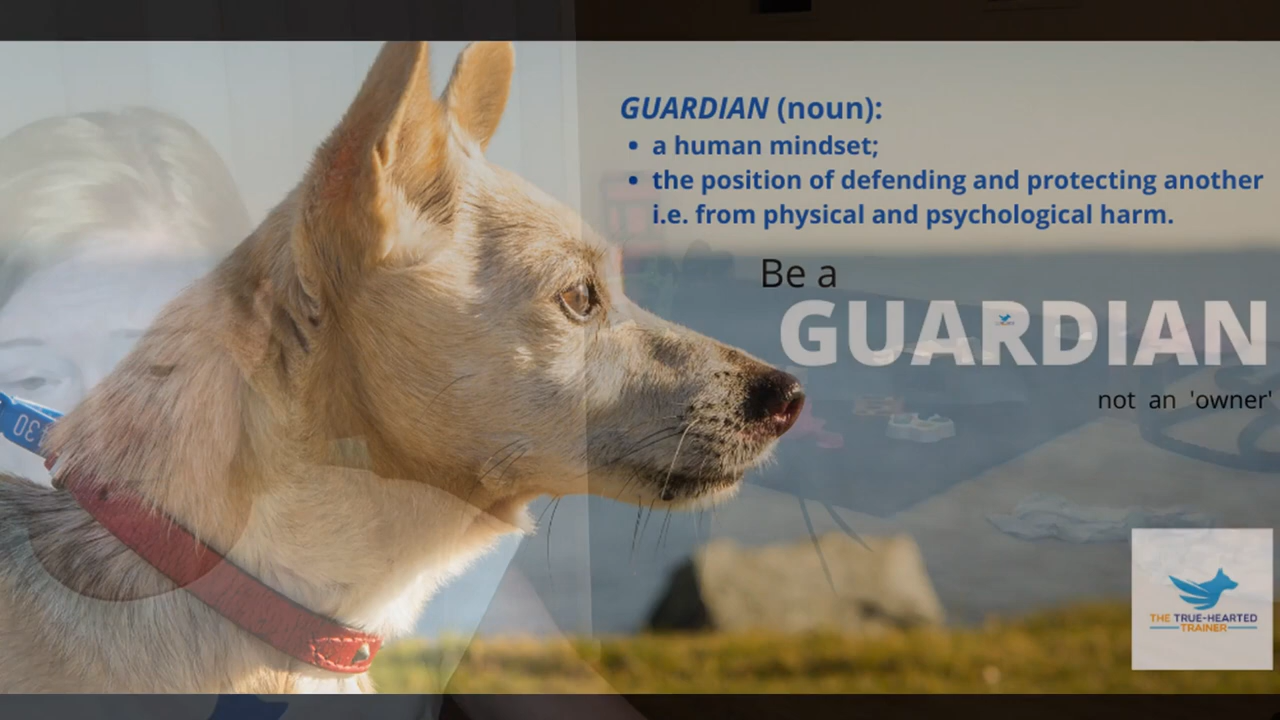 GUARDIAN (noun):
• a human mindset;
• the position of defending and protecting another
i.e. from physical and psychological harm.
Be a
GUARDIAN
not an 'owner'
30
THE TRUE-HEARTED
TRAINER